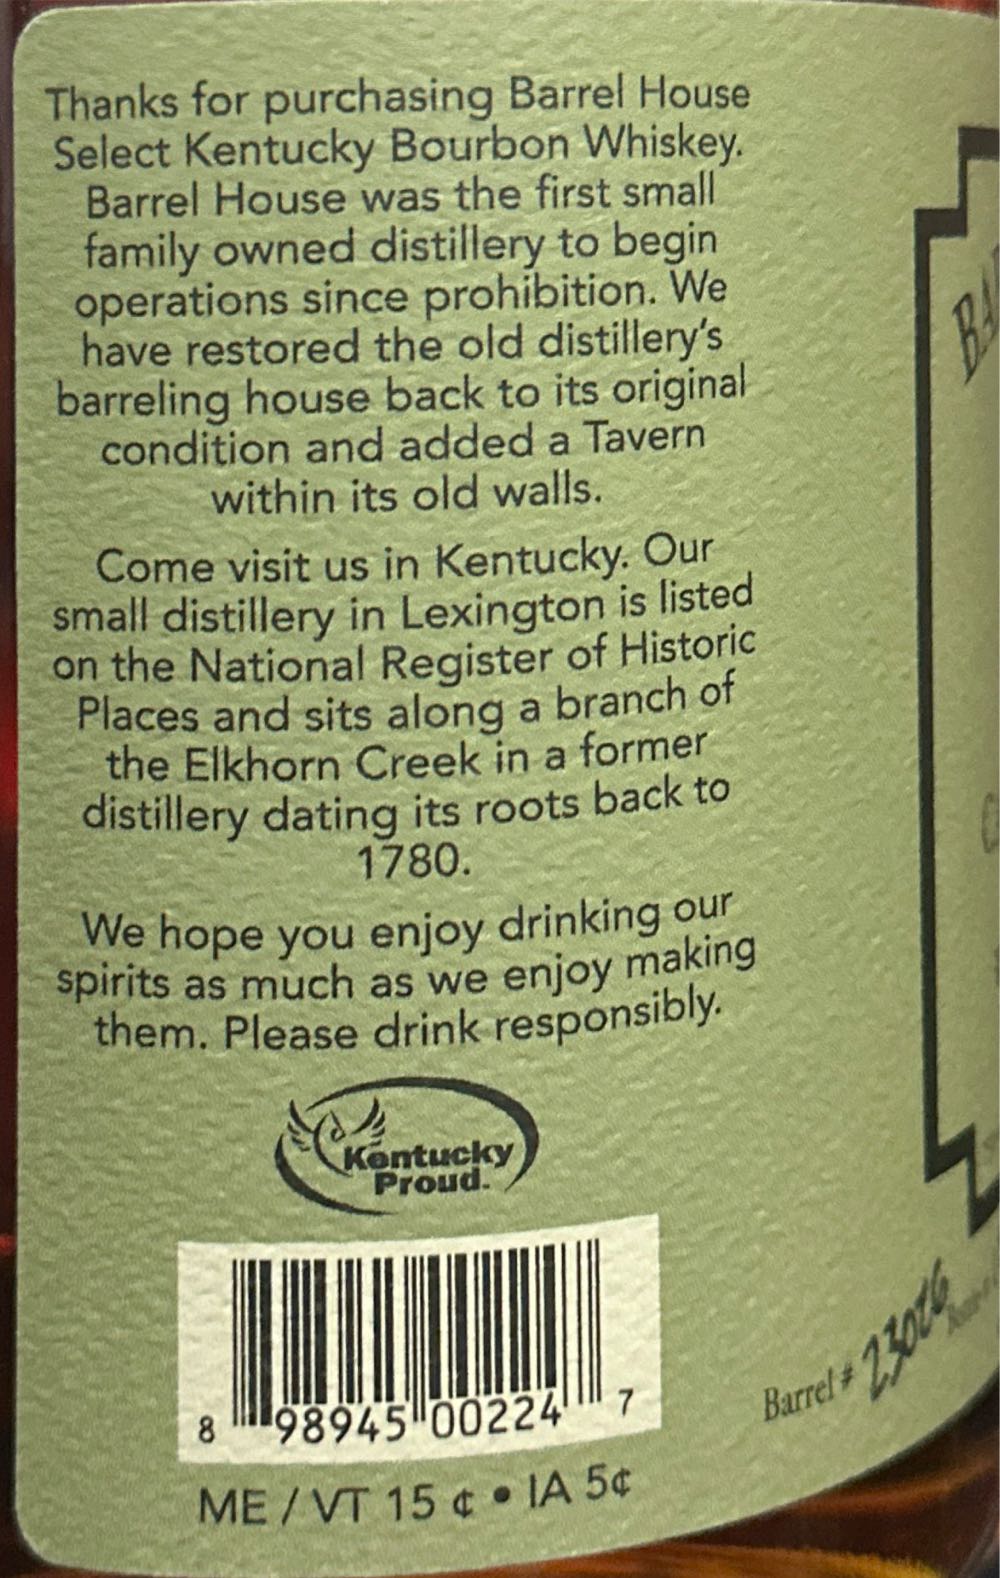 Thanks for purchasing Barrel House
Select Kentucky Bourbon Whiskey.
Barrel House was the first small
family owned distillery to begin
operations since prohibition. We
have restored the old distillery's
barreling house back to its original
condition and added a Tavern
within its old walls.
Come visit us in Kentucky. Our
small distillery in Lexington is listed
on the National Register of Historic
Places and sits along a branch of
the Elkhorn Creek in a former
distillery dating its roots back to
1780.
We hope you enjoy drinking our
spirits as much as we enjoy making
them. Please drink responsibly.
Kentucky
Proud.
8 98945 00224 7
ME / VT 15 ¢ • IA 5¢
Barrel # 23026